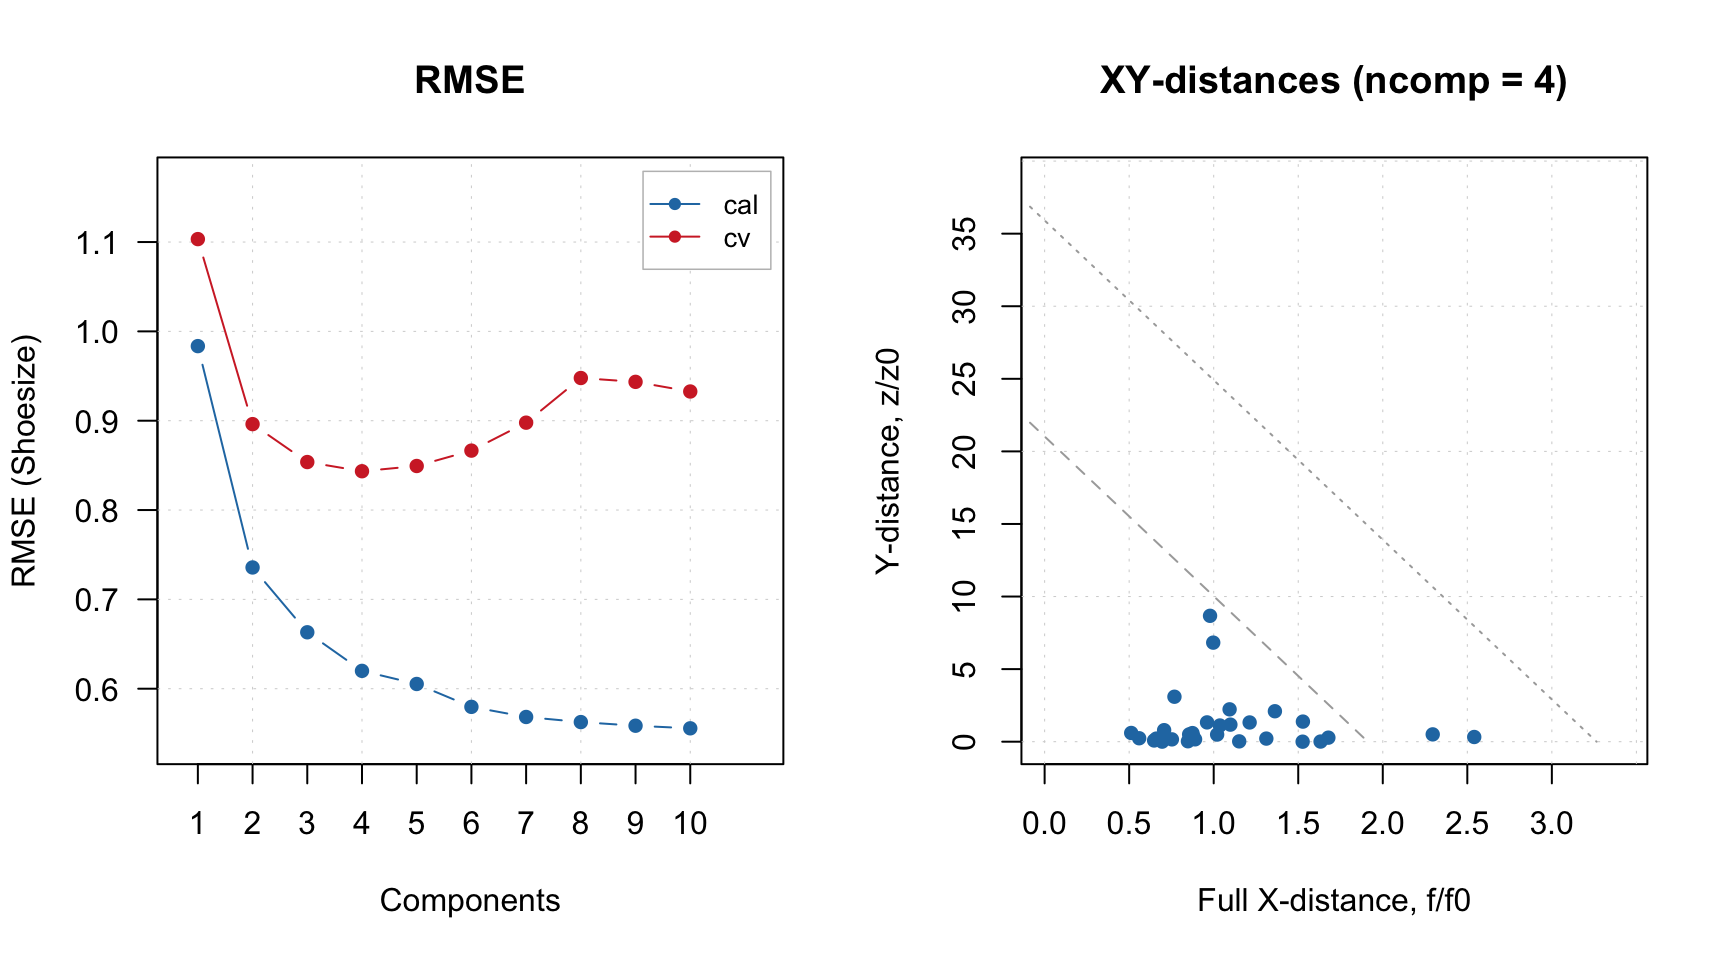 RMSE
cal
cv
1.1
1.0
0.9
0.8
0.7
0.6
RMSE (Shoesize)
1 2 3 4 5 6 7 8 9 10
Components
XY-distances (ncomp = 4)
35
30
25
20
15
10
5
0
Y-distance, z/z0
0.0 0.5 1.0 1.5 2.0 2.5 3.0
Full X-distance, f/f0